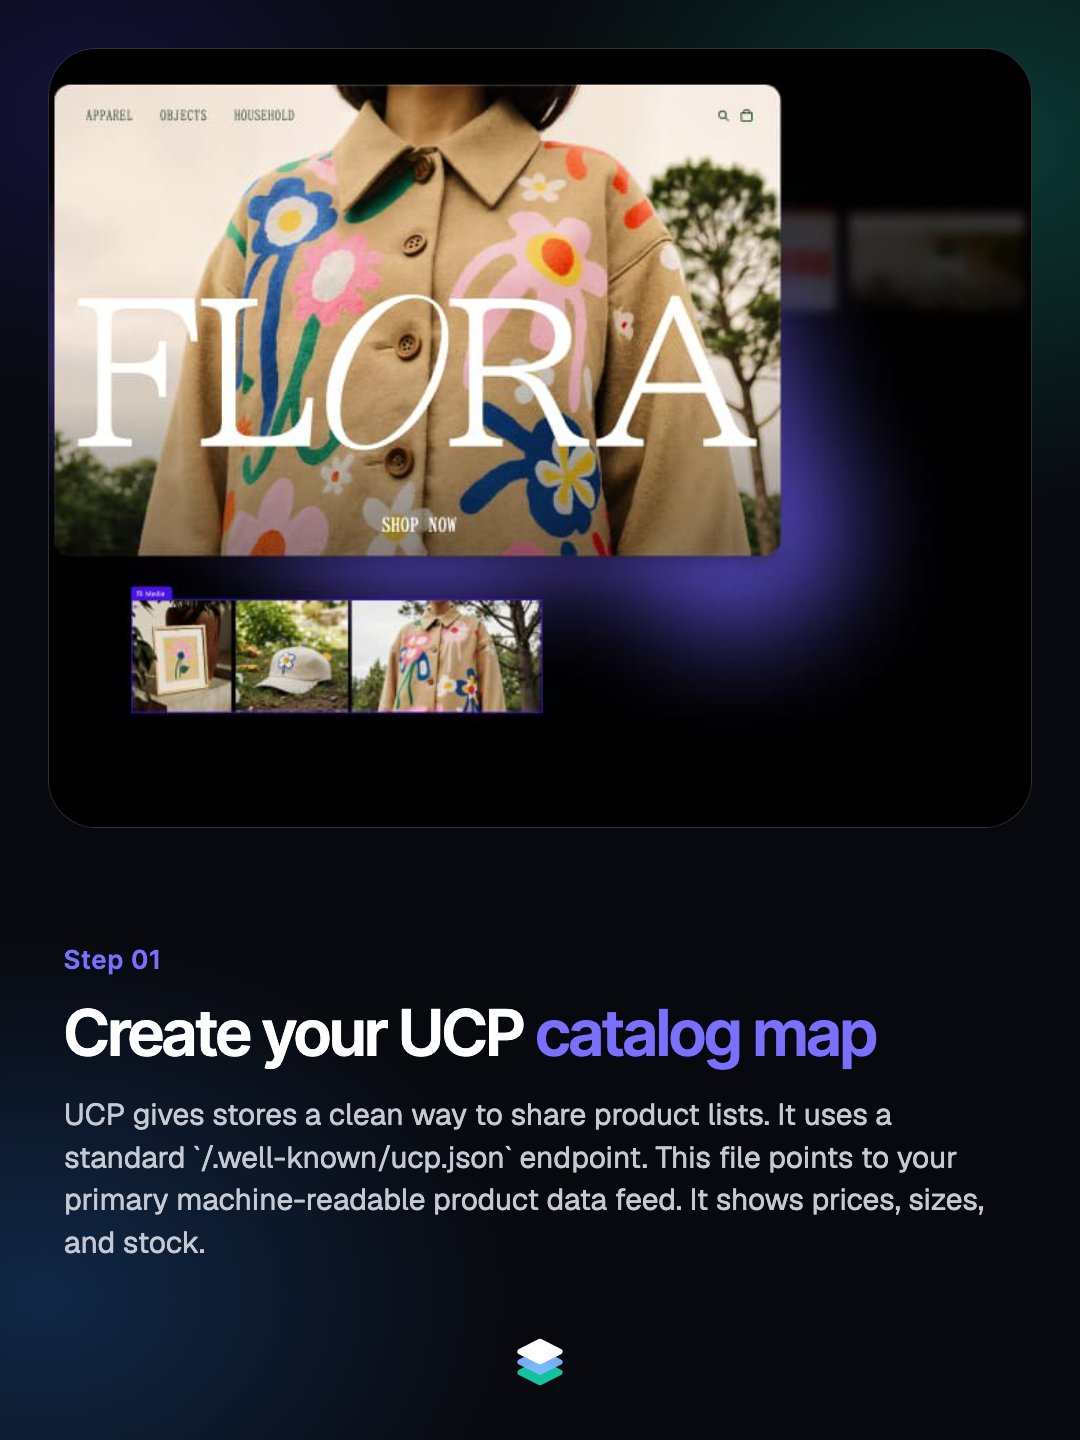 APPAREL OBJECTS HOUSEHOLD
FLORA
SHOP NOW
Media
Step 01
Create your UCP catalog map
UCP gives stores a clean way to share product lists. It uses a
standard `/.well-known/ucp.json` endpoint. This file points to your
primary machine-readable product data feed. It shows prices, sizes,
and stock.